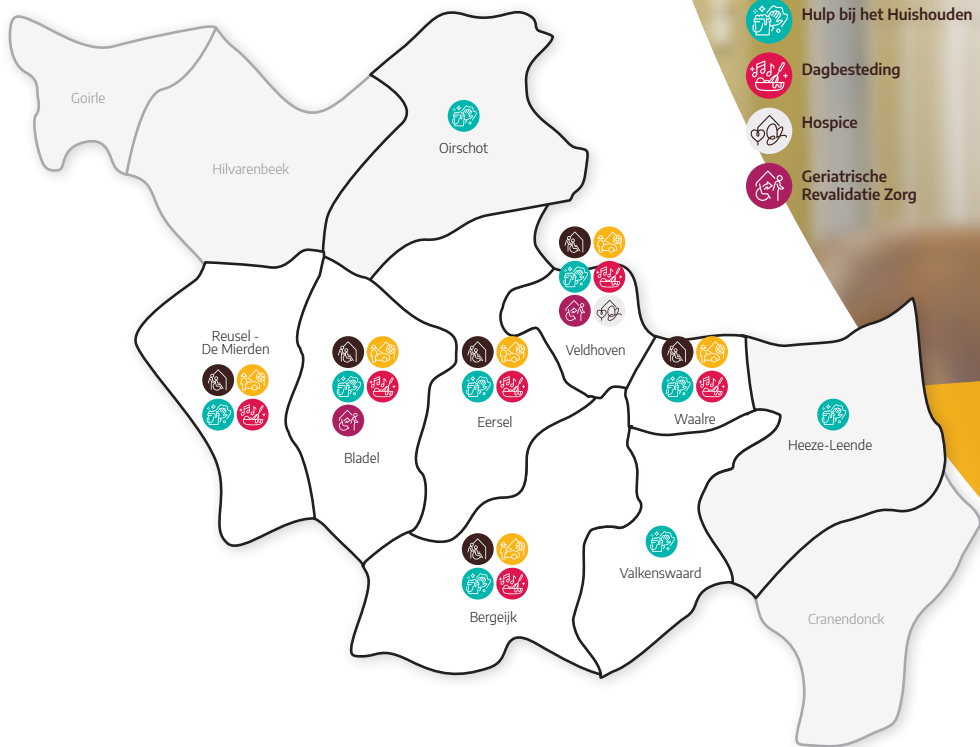 Hulp bij het Huishouden
Dagbesteding
Hospice
Geriatrische
Revalidatie Zorg
Goirle
Hilvarenbeek
Oirschot
Reusel -
De Mierden
Bladel
Eersel
Veldhoven
Waalre
Heeze-Leende
Valkenswaard
Bergeijk
Cranendonck